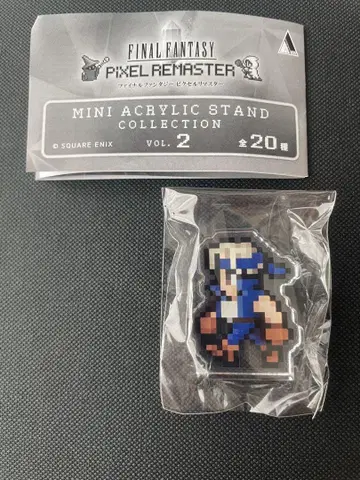 FINAL FANTASY
PIXEL REMASTER
ファイナルファンタジー ピクセルリマスター
MINI ACRYLIC STAND
COLLECTION
© SQUARE ENIX VOL. 2 全20種